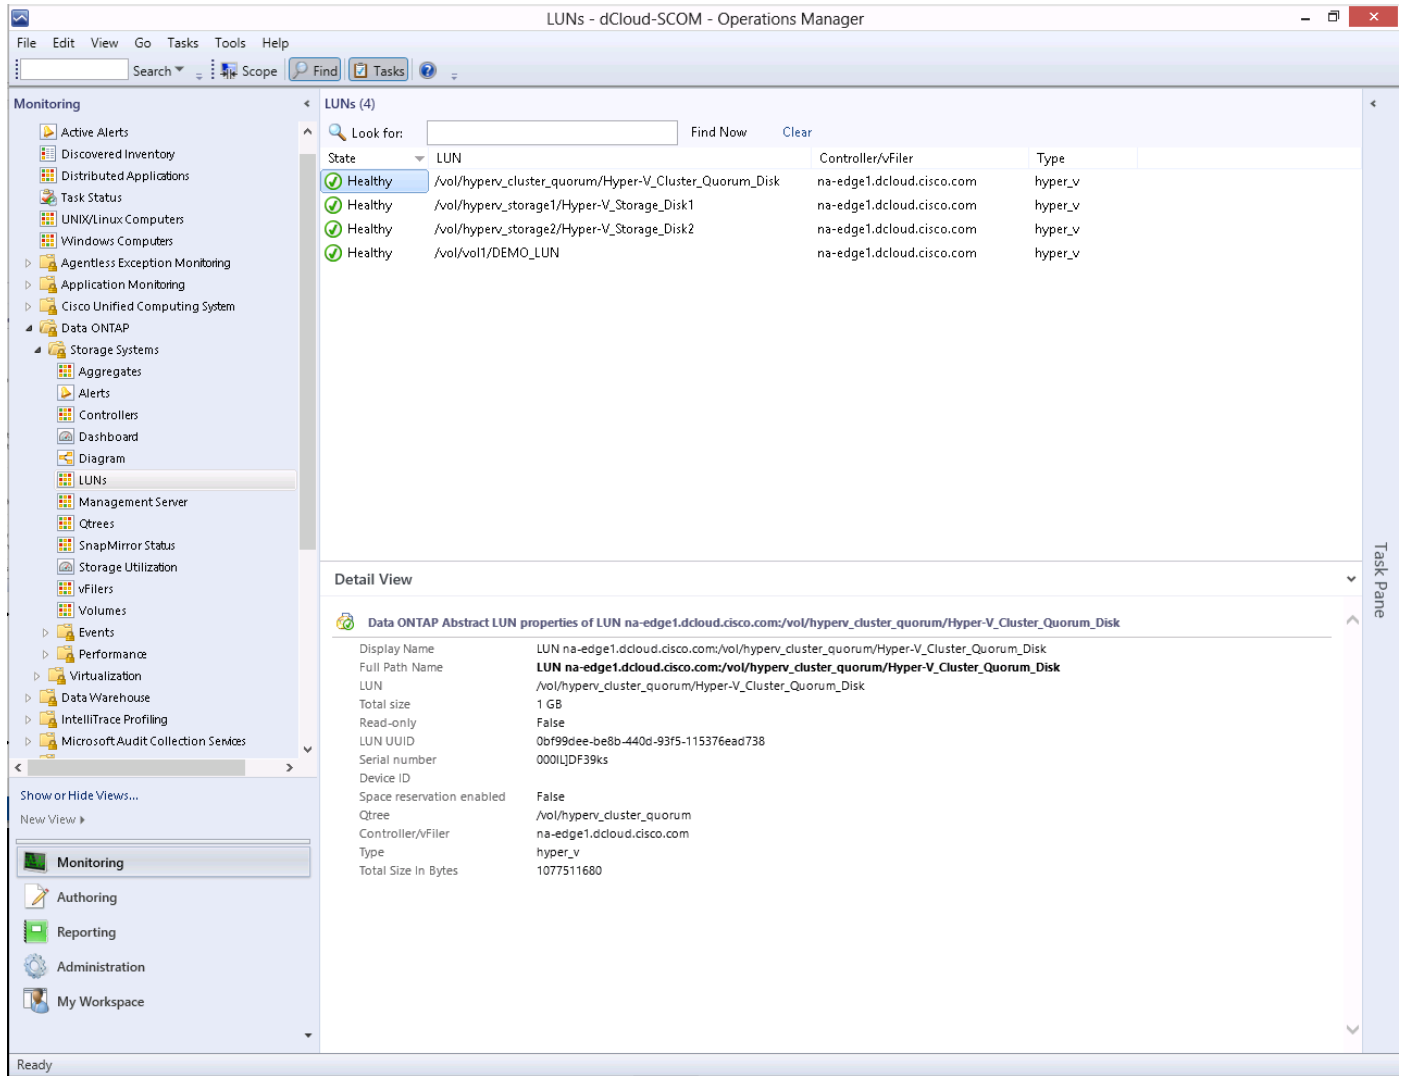 LUNs - dCloud-SCOM - Operations Manager
File Edit View Go Tasks Tools Help
Search Scope Find Tasks
Monitoring
Active Alerts
Discovered Inventory
Distributed Applications
Task Status
UNIX/Linux Computers
Windows Computers
Agentless Exception Monitoring
Application Monitoring
Cisco Unified Computing System
Data ONTAP
Storage Systems
Aggregates
Alerts
Controllers
Dashboard
Diagram
LUNs
Management Server
Qtrees
SnapMirror Status
Storage Utilization
vFilers
Volumes
Events
Performance
Virtualization
Data Warehouse
IntelliTrace Profiling
Microsoft Audit Collection Services
Show or Hide Views...
New View
Monitoring
Authoring
Reporting
Administration
My Workspace
LUNs (4)
Look for: Find Now Clear
State LUN Controller/vFiler Type
Healthy /vol/hyperv_cluster_quorum/Hyper-V_Cluster_Quorum_Disk na-edge1.dcloud.cisco.com hyper_v
Healthy /vol/hyperv_storage1/Hyper-V_Storage_Disk1 na-edge1.dcloud.cisco.com hyper_v
Healthy /vol/hyperv_storage2/Hyper-V_Storage_Disk2 na-edge1.dcloud.cisco.com hyper_v
Healthy /vol/vol1/DEMO_LUN na-edge1.dcloud.cisco.com hyper_v
Detail View
Data ONTAP Abstract LUN properties of LUN na-edge1.dcloud.cisco.com:/vol/hyperv_cluster_quorum/Hyper-V_Cluster_Quorum_Disk
Display Name LUN na-edge1.dcloud.cisco.com:/vol/hyperv_cluster_quorum/Hyper-V_Cluster_Quorum_Disk
Full Path Name LUN na-edge1.dcloud.cisco.com:/vol/hyperv_cluster_quorum/Hyper-V_Cluster_Quorum_Disk
LUN /vol/hyperv_cluster_quorum/Hyper-V_Cluster_Quorum_Disk
Total size 1 GB
Read-only False
LUN UUID 0bf99dee-be8b-440d-93f5-115376ead738
Serial number 000IL]DF39ks
Device ID
Space reservation enabled False
Qtree /vol/hyperv_cluster_quorum
Controller/vFiler na-edge1.dcloud.cisco.com
Type hyper_v
Total Size In Bytes 1077511680
Task Pane
Ready